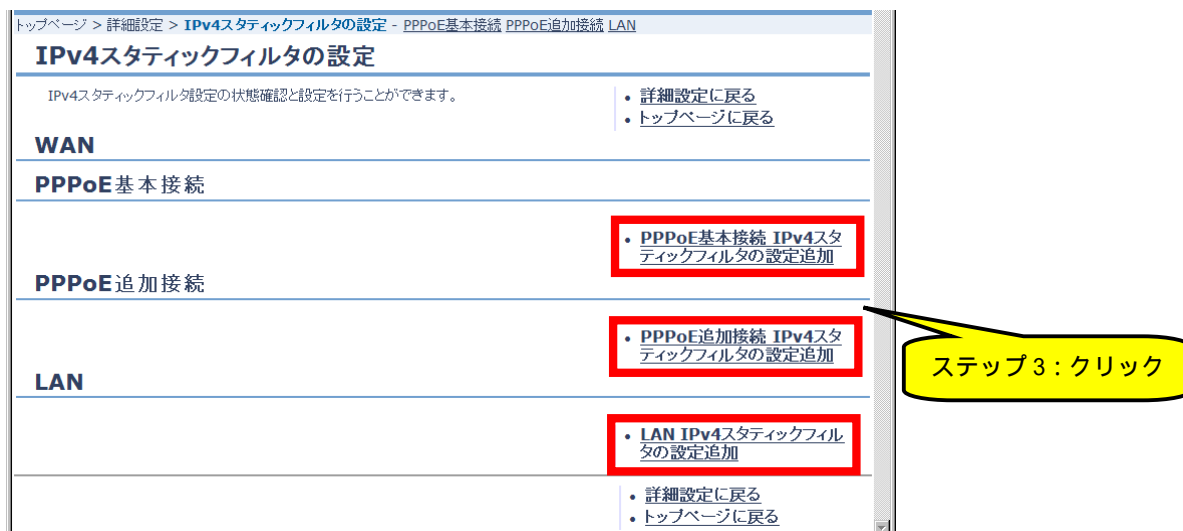 トップページ > 詳細設定 > IPv4スタティックフィルタの設定 - PPPoE基本接続 PPPoE追加接続 LAN
IPv4スタティックフィルタの設定
IPv4スタティックフィルタ設定の状態確認と設定を行うことができます。
• 詳細設定に戻る
• トップページに戻る
WAN
PPPoE基本接続
• PPPoE基本接続 IPv4スタ
ティックフィルタの設定追加
PPPoE追加接続
• PPPoE追加接続 IPv4スタ
ティックフィルタの設定追加
ステップ3：クリック
LAN
• LAN IPv4スタティックフィル
タの設定追加
• 詳細設定に戻る
• トップページに戻る